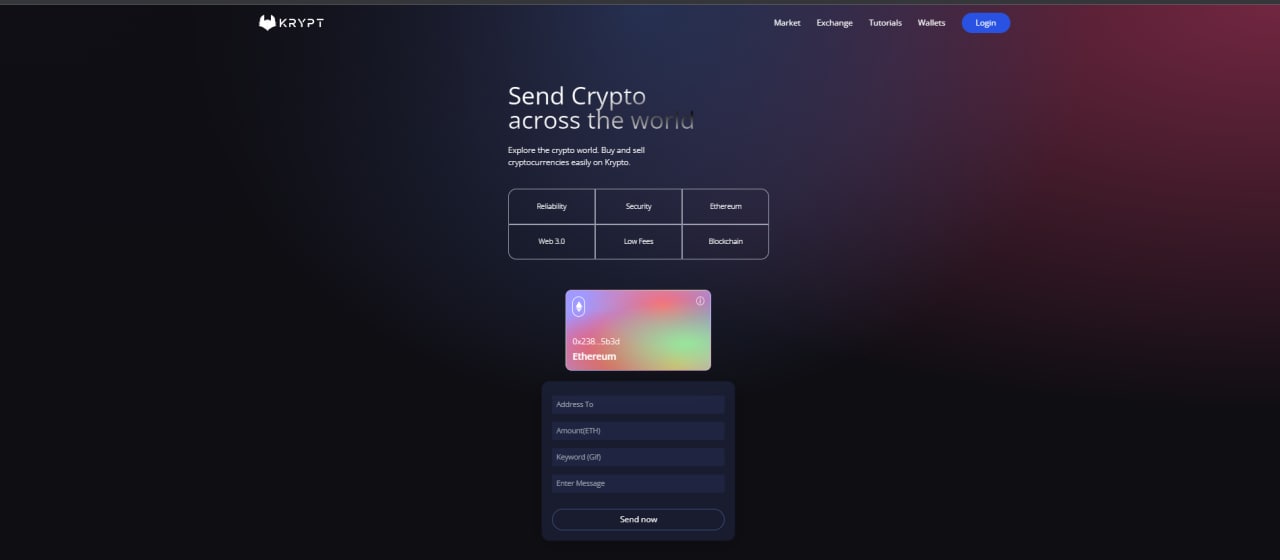 KRYPT
Market Exchange Tutorials Wallets Login
Send Crypto
across the world
Explore the crypto world. Buy and sell
cryptocurrencies easily on Krypto.
Reliability Security Ethereum
Web 3.0 Low Fees Blockchain
0x238...5b3d
Ethereum
Address To
Amount(ETH)
Keyword (Gif)
Enter Message
Send now